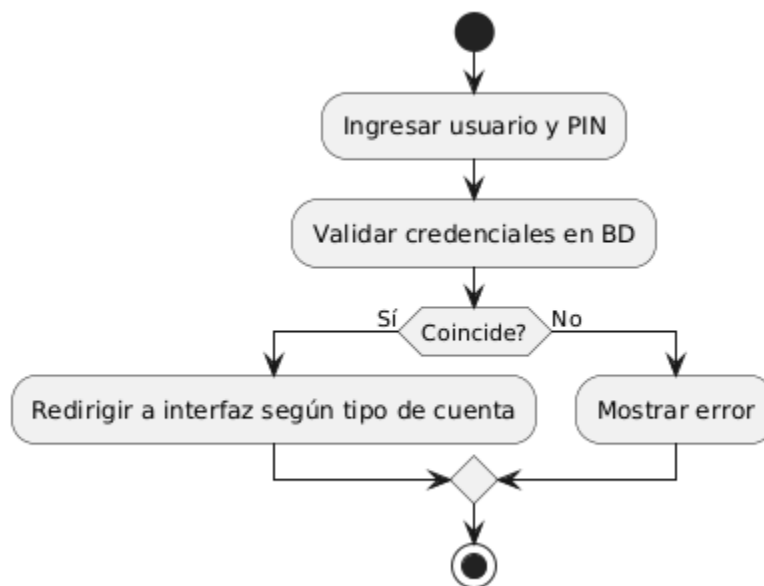 Ingresar usuario y PIN
Validar credenciales en BD
Sí
Coincide?
No
Redirigir a interfaz según tipo de cuenta
Mostrar error